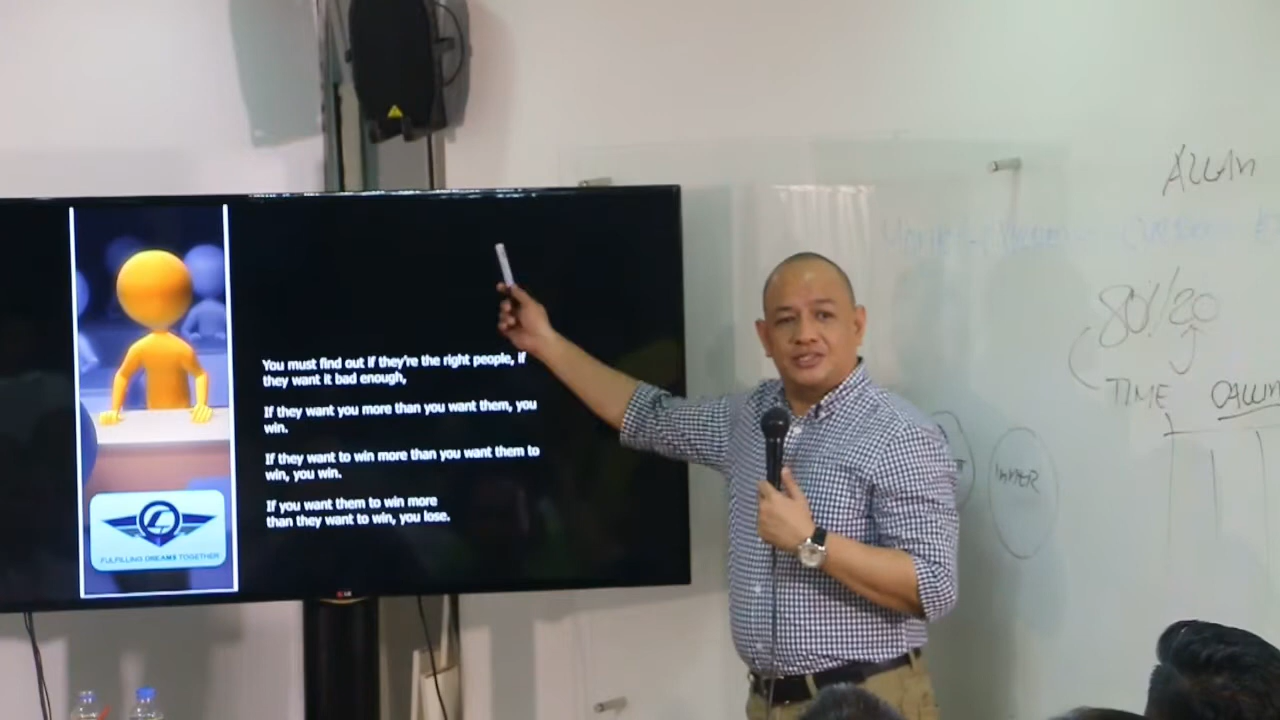 You must find out if they're the right people, if
they want it bad enough,
If they want you more than you want them, you
win.
If they want to win more than you want them to
win, you win.
If you want them to win more
than they want to win, you lose.
FULFILLING DREAMS TOGETHER
LG
ALLAN
80/20
TIME
INNER